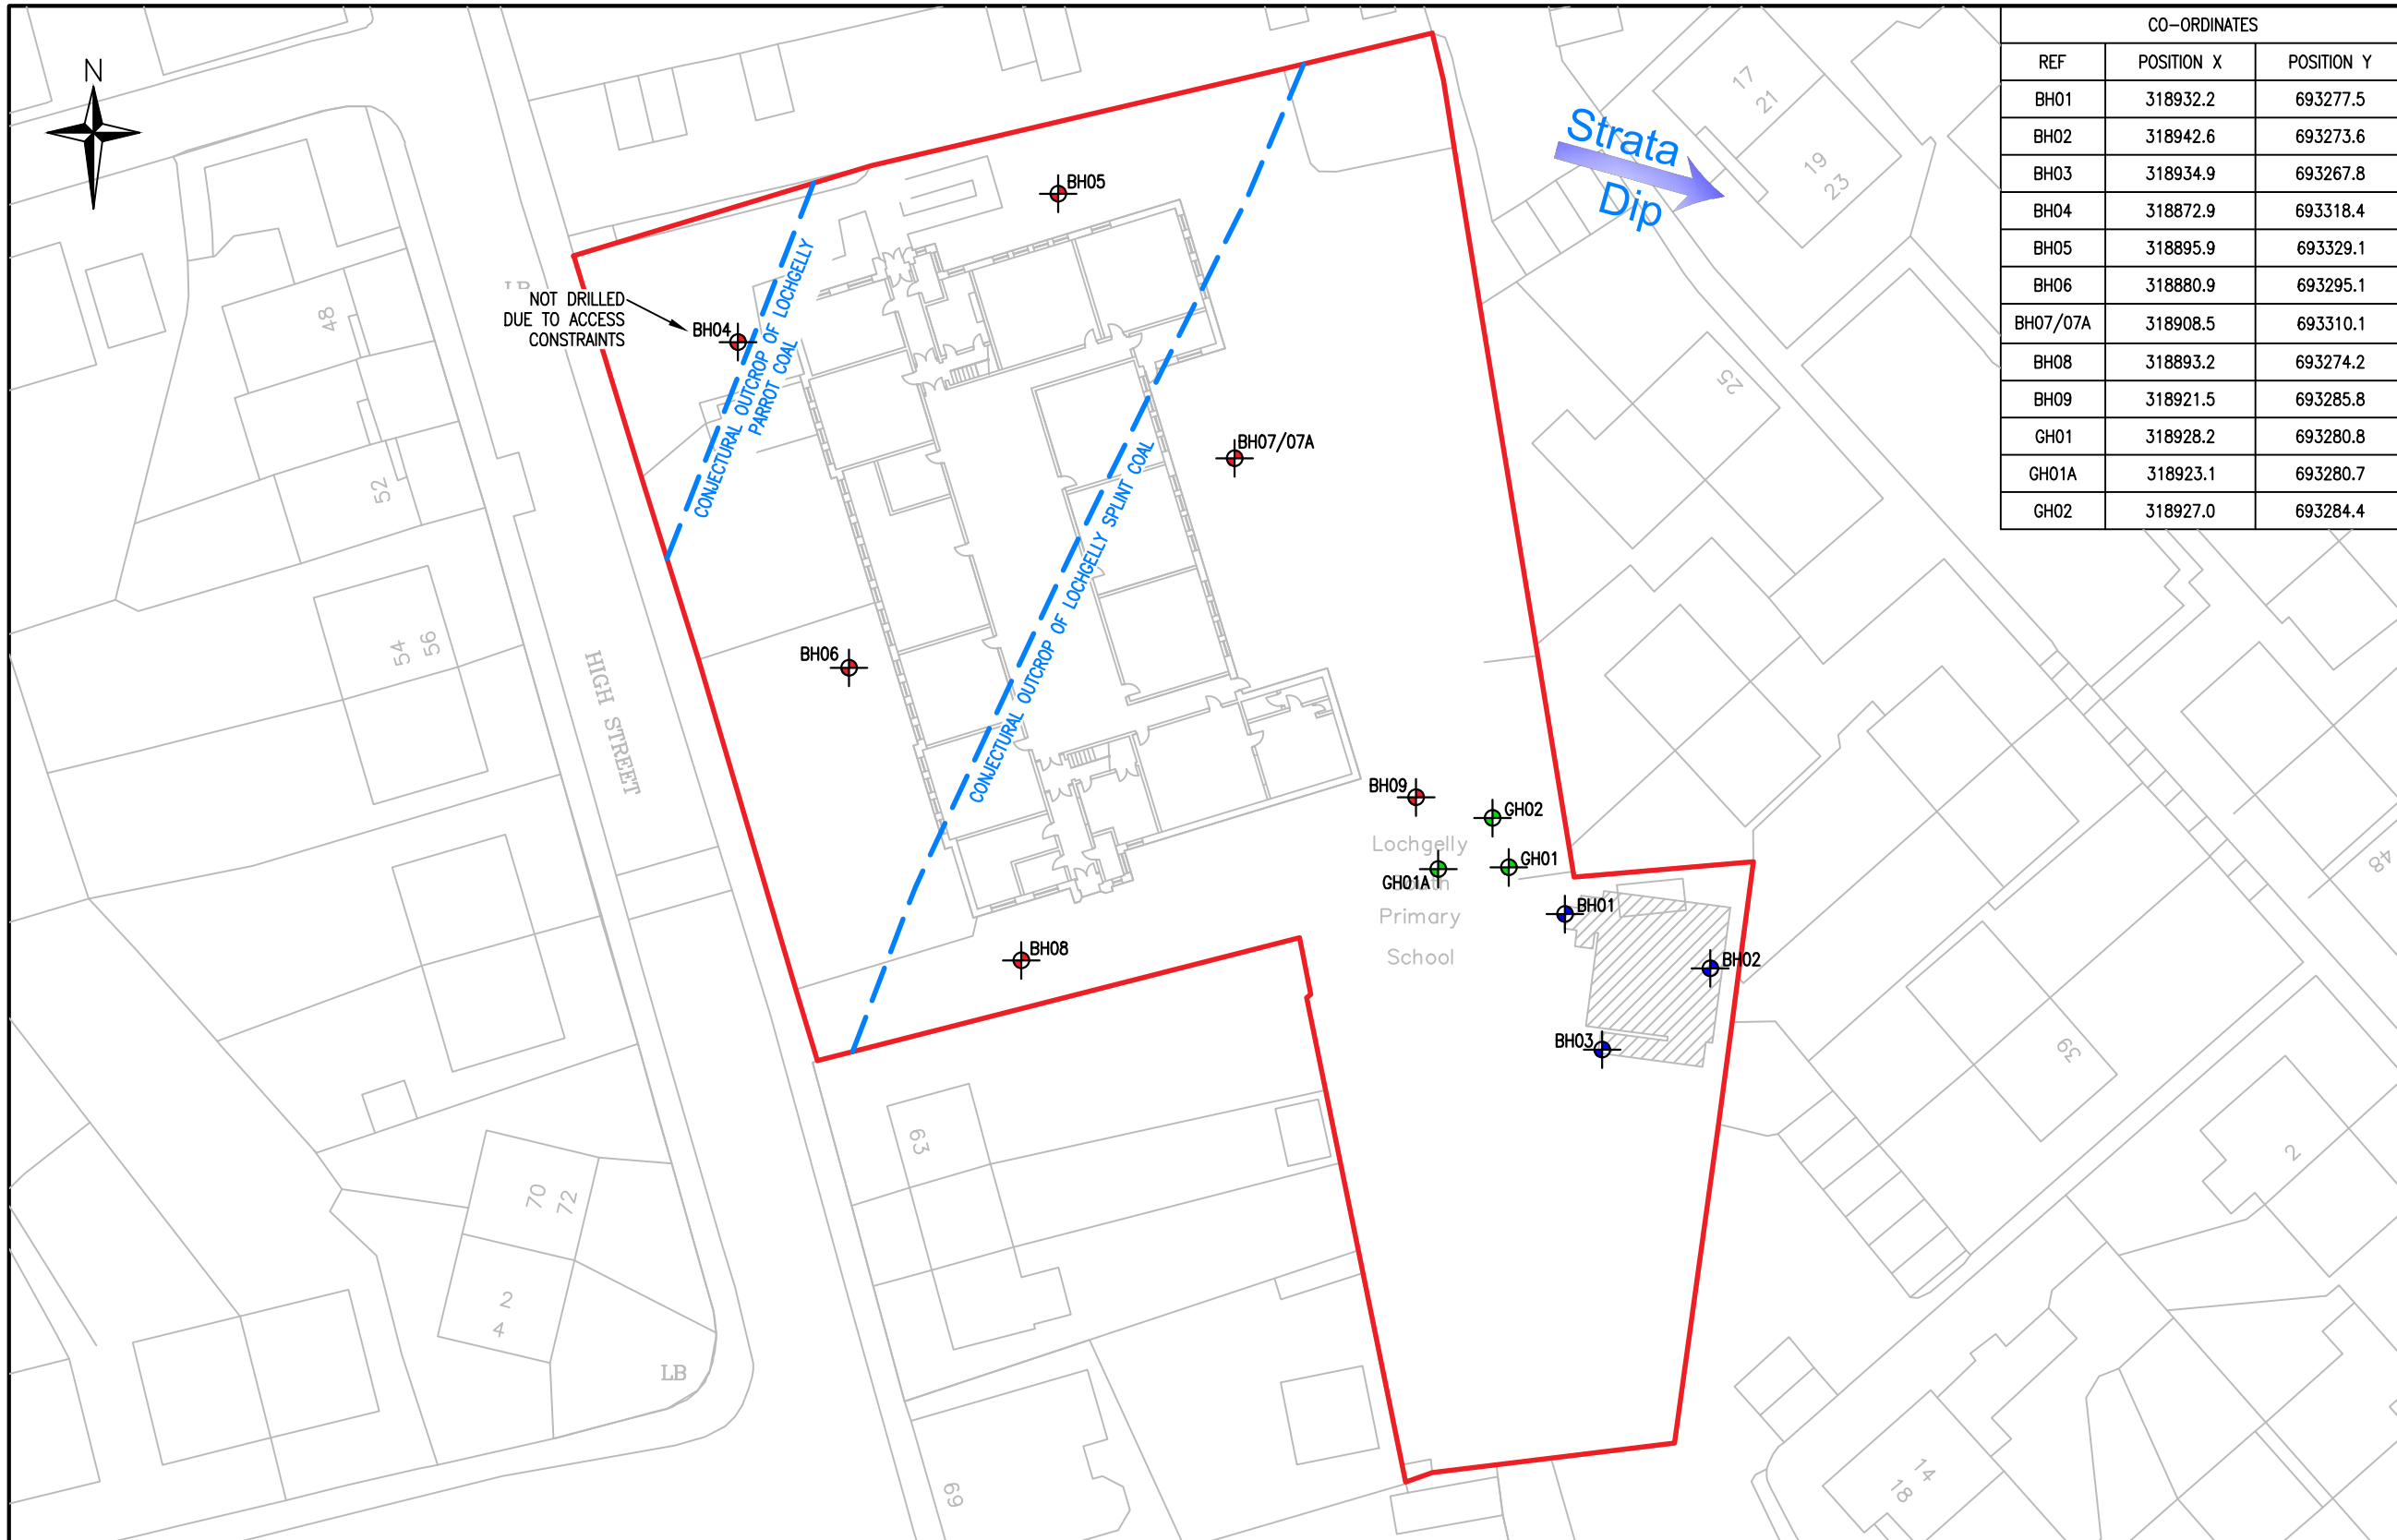 N
CO-ORDINATES
REF POSITION X POSITION Y
BH01 318932.2 693277.5
BH02 318942.6 693273.6
BH03 318934.9 693267.8
BH04 318872.9 693318.4
BH05 318895.9 693329.1
BH06 318880.9 693295.1
BH07/07A 318908.5 693310.1
BH08 318893.2 693274.2
BH09 318921.5 693285.8
GH01 318928.2 693280.8
GH01A 318923.1 693280.7
GH02 318927.0 693284.4
Strata
Dip
17
21
19
23
BH05
NOT DRILLED
DUE TO ACCESS
CONSTRAINTS
BH04
CONJECTURAL OUTCROP OF LOCHGELLY
PARROT COAL
48
52
25
BH07/07A
CONJECTURAL OUTCROP OF LOCHGELLY SPLINT COAL
54
56
BH06
HIGH STREET
BH09
GH02
Lochgelly
GH01
GH01A
Primary
School
BH01
BH02
BH03
BH08
48
39
63
2
70
72
2
4
LB
69
14
18